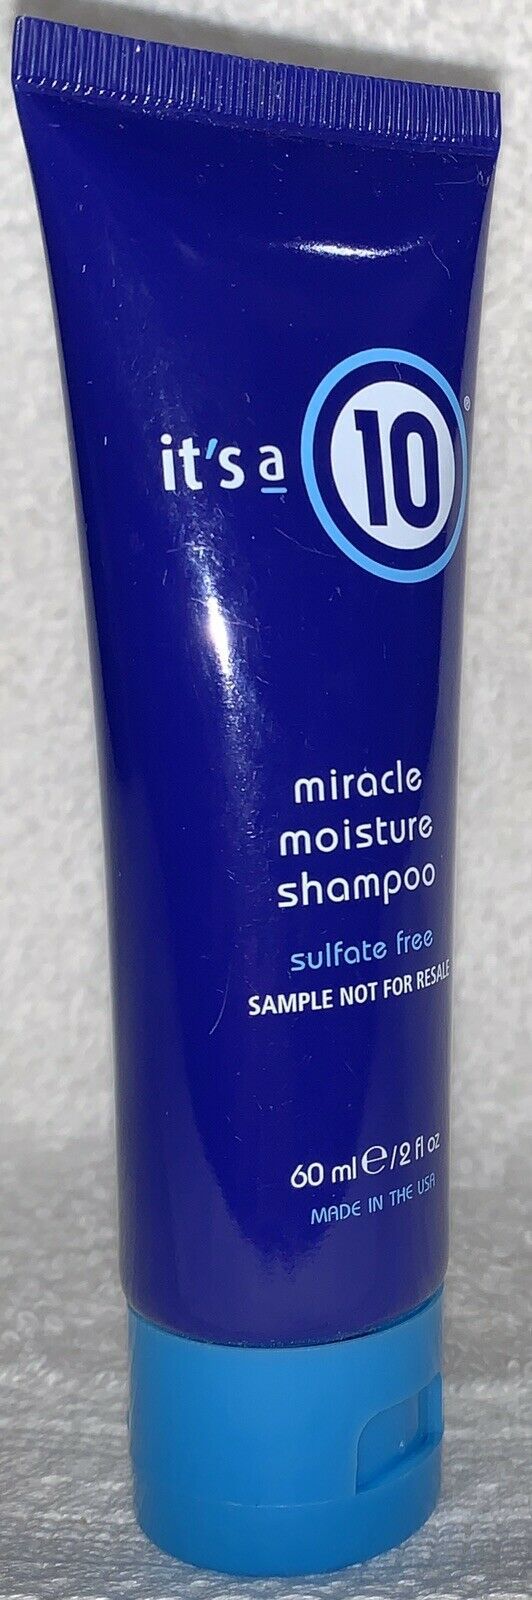 it's a 10®
miracle
moisture
shampoo
sulfate free
SAMPLE NOT FOR RESALE
60 ml ℮/2 fl oz
MADE IN THE USA